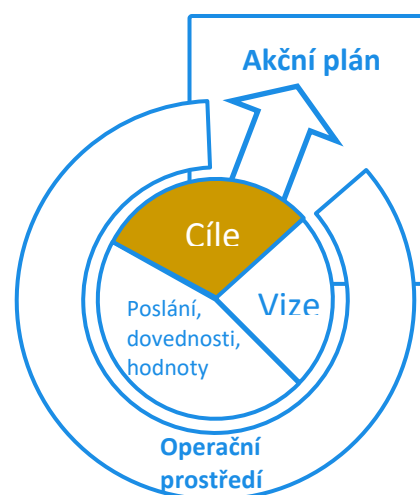 Akční plán
Cíle
Vize
Poslání,
dovednosti,
hodnoty
Operační
prostředí